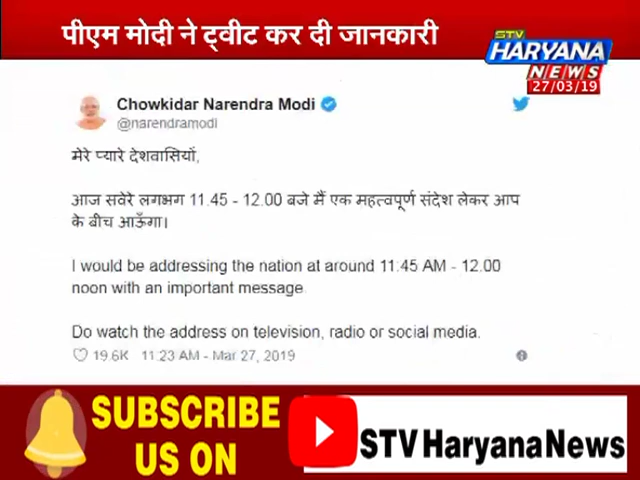 पीएम मोदी ने ट्वीट कर दी जानकारी
STV
HARYANA
NEWS
27/03/19
Chowkidar Narendra Modi
@narendramodi
मेरे प्यारे देशवासियों,
आज सवेरे लगभग 11.45 - 12.00 बजे मैं एक महत्वपूर्ण संदेश लेकर आप
के बीच आऊँगा।
I would be addressing the nation at around 11:45 AM - 12.00
noon with an important message.
Do watch the address on television, radio or social media.
19.6K 11:23 AM - Mar 27, 2019
SUBSCRIBE
US ON
STV Haryana News